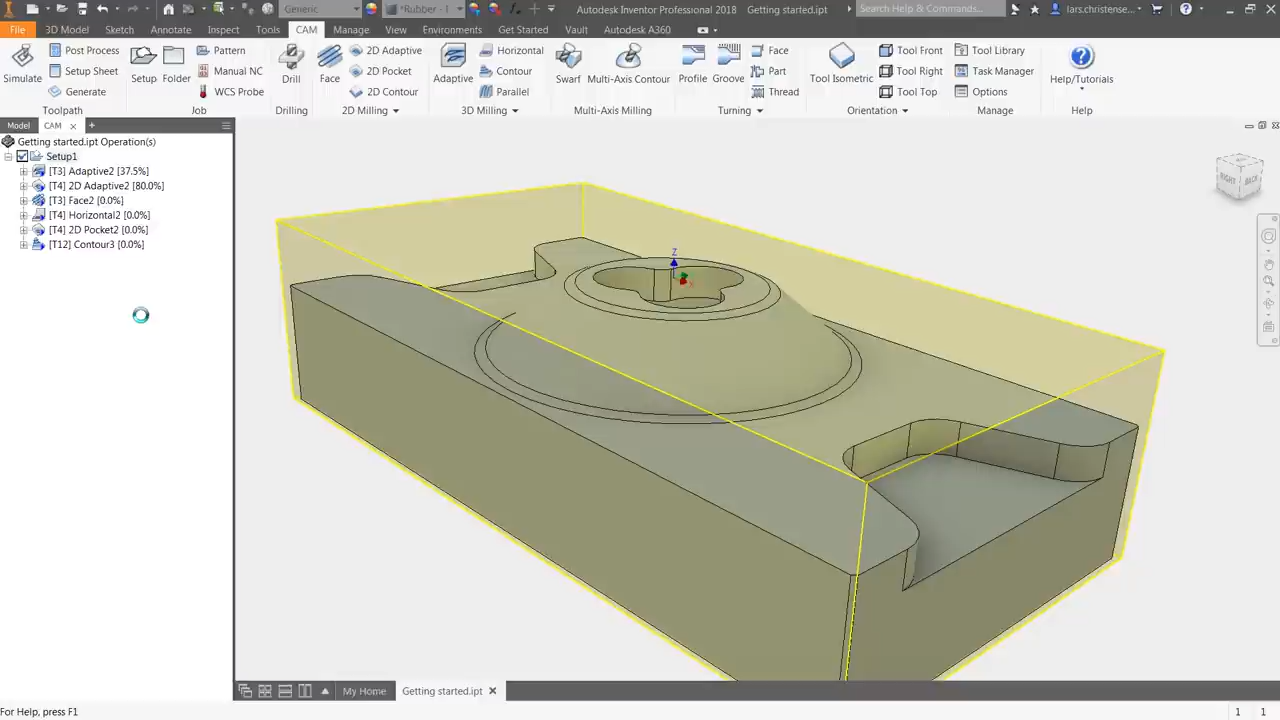 Generic
*Rubber - I
Autodesk Inventor Professional 2018 Getting started.ipt
Search Help & Commands...
lars.christense...
File 3D Model Sketch Annotate Inspect Tools CAM Manage View Environments Get Started Vault Autodesk A360
Simulate
Post Process
Setup Sheet
Generate
Toolpath
Setup
Folder
Pattern
Manual NC
WCS Probe
Job
Drill
Drilling
Face
2D Adaptive
2D Pocket
2D Contour
2D Milling
Adaptive
Horizontal
Contour
Parallel
3D Milling
Swarf
Multi-Axis Contour
Multi-Axis Milling
Profile
Groove
Face
Part
Thread
Turning
Tool Isometric
Tool Front
Tool Right
Tool Top
Orientation
Tool Library
Task Manager
Options
Manage
Help/Tutorials
Help
Model CAM
Getting started.ipt Operation(s)
Setup1
[T3] Adaptive2 [37.5%]
[T4] 2D Adaptive2 [80.0%]
[T3] Face2 [0.0%]
[T4] Horizontal2 [0.0%]
[T4] 2D Pocket2 [0.0%]
[T12] Contour3 [0.0%]
Z
RIGHT BACK
My Home Getting started.ipt
For Help, press F1
1 1